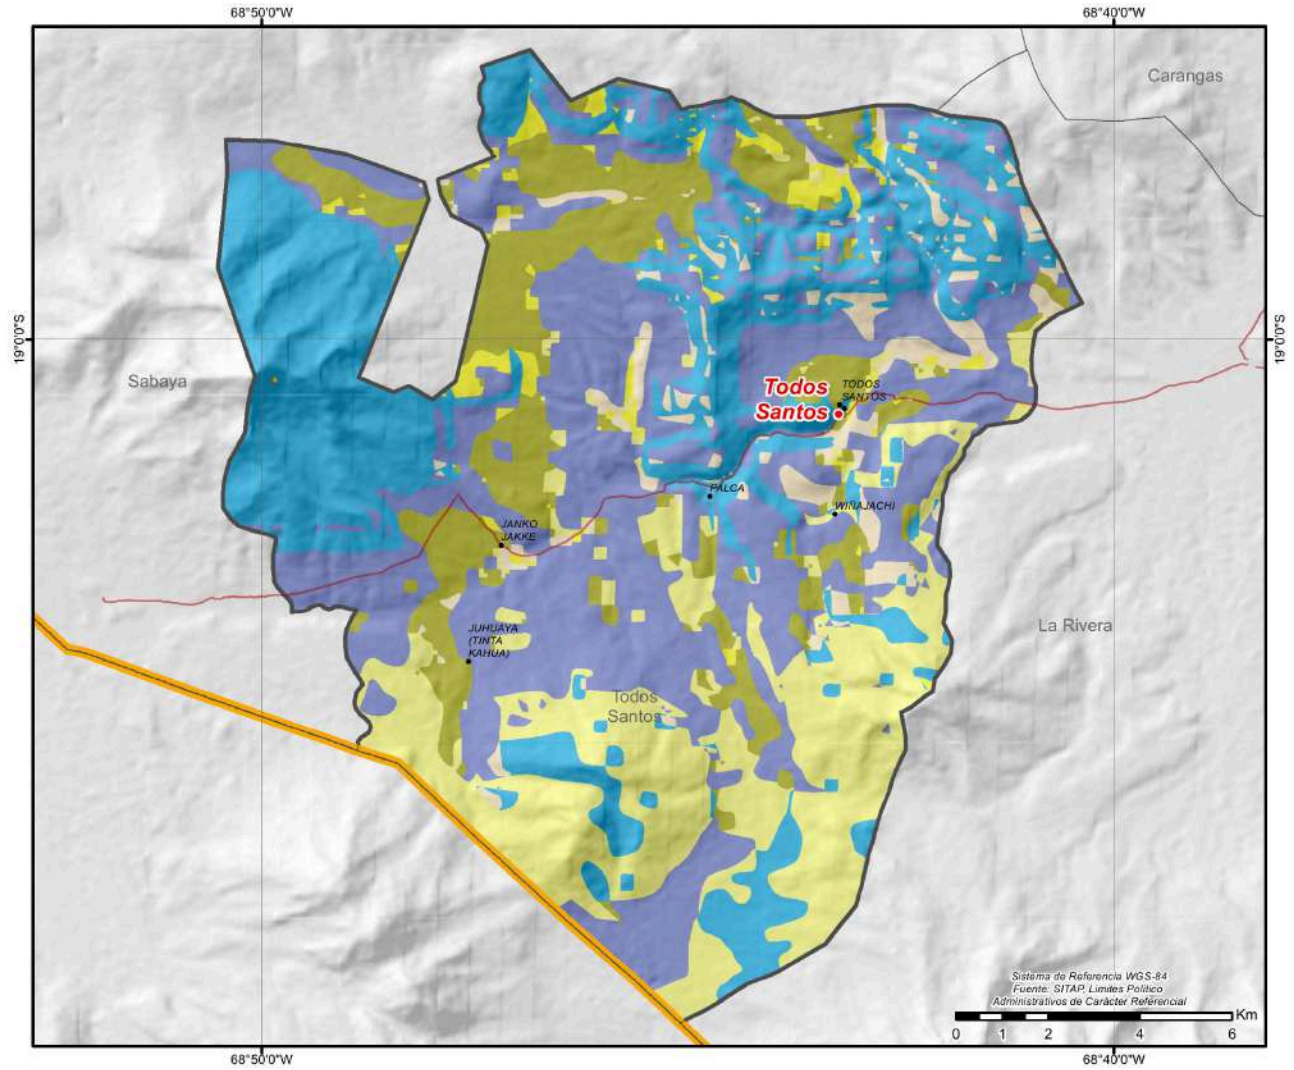 68°50'0"W
68°40'0"W
Carangas
19°0'0"S
19°0'0"S
Sabaya
Todos
Santos
TODOS
SANTOS
PALCA
WIÑAJACHI
JANKO
JAKKE
JUHUAYA
(TINTA
KAHUA)
La Rivera
Todos
Santos
Sistema de Referencia WGS-84
Fuente: SITAP, Limites Politico
Administrativos de Carácter Referencial
Km
0 1 2 4 6
68°50'0"W
68°40'0"W